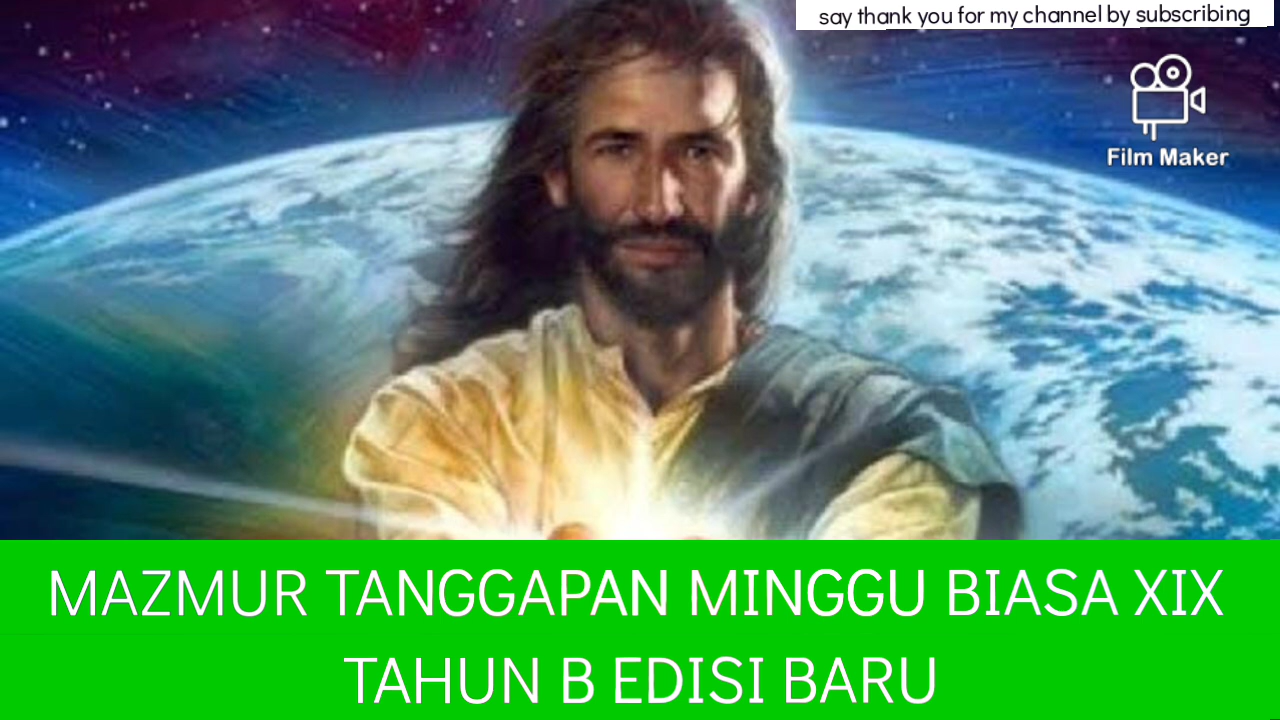 say thank you for my channel by subscribing
Film Maker
MAZMUR TANGGAPAN MINGGU BIASA XIX
TAHUN B EDISI BARU